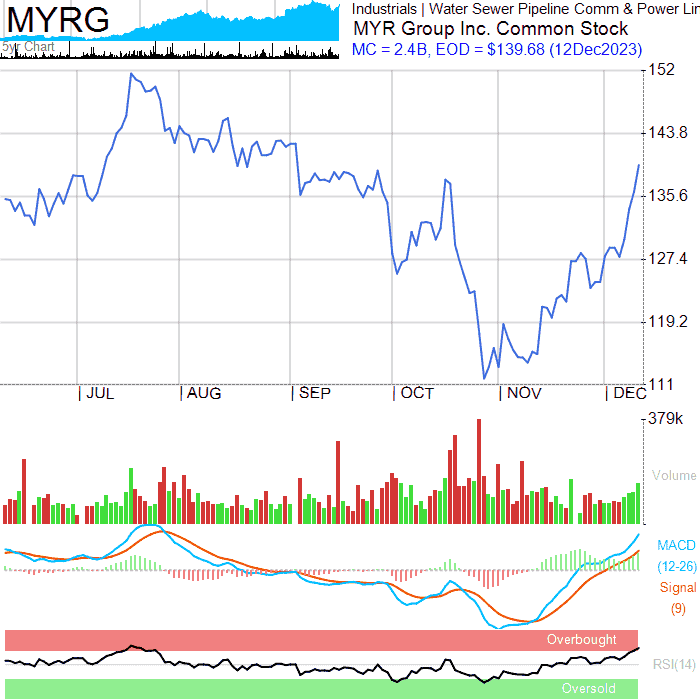 MYRG
Industrials | Water Sewer Pipeline Comm & Power Lin
MYR Group Inc. Common Stock
5yr Chart
MC = 2.4B, EOD = $139.68 (12Dec2023)
152
143.8
135.6
127.4
119.2
111
| JUL | AUG | SEP | OCT | NOV | DEC
379k
Volume
MACD
(12-26)
Signal
(9)
Overbought
RSI(14)
Oversold